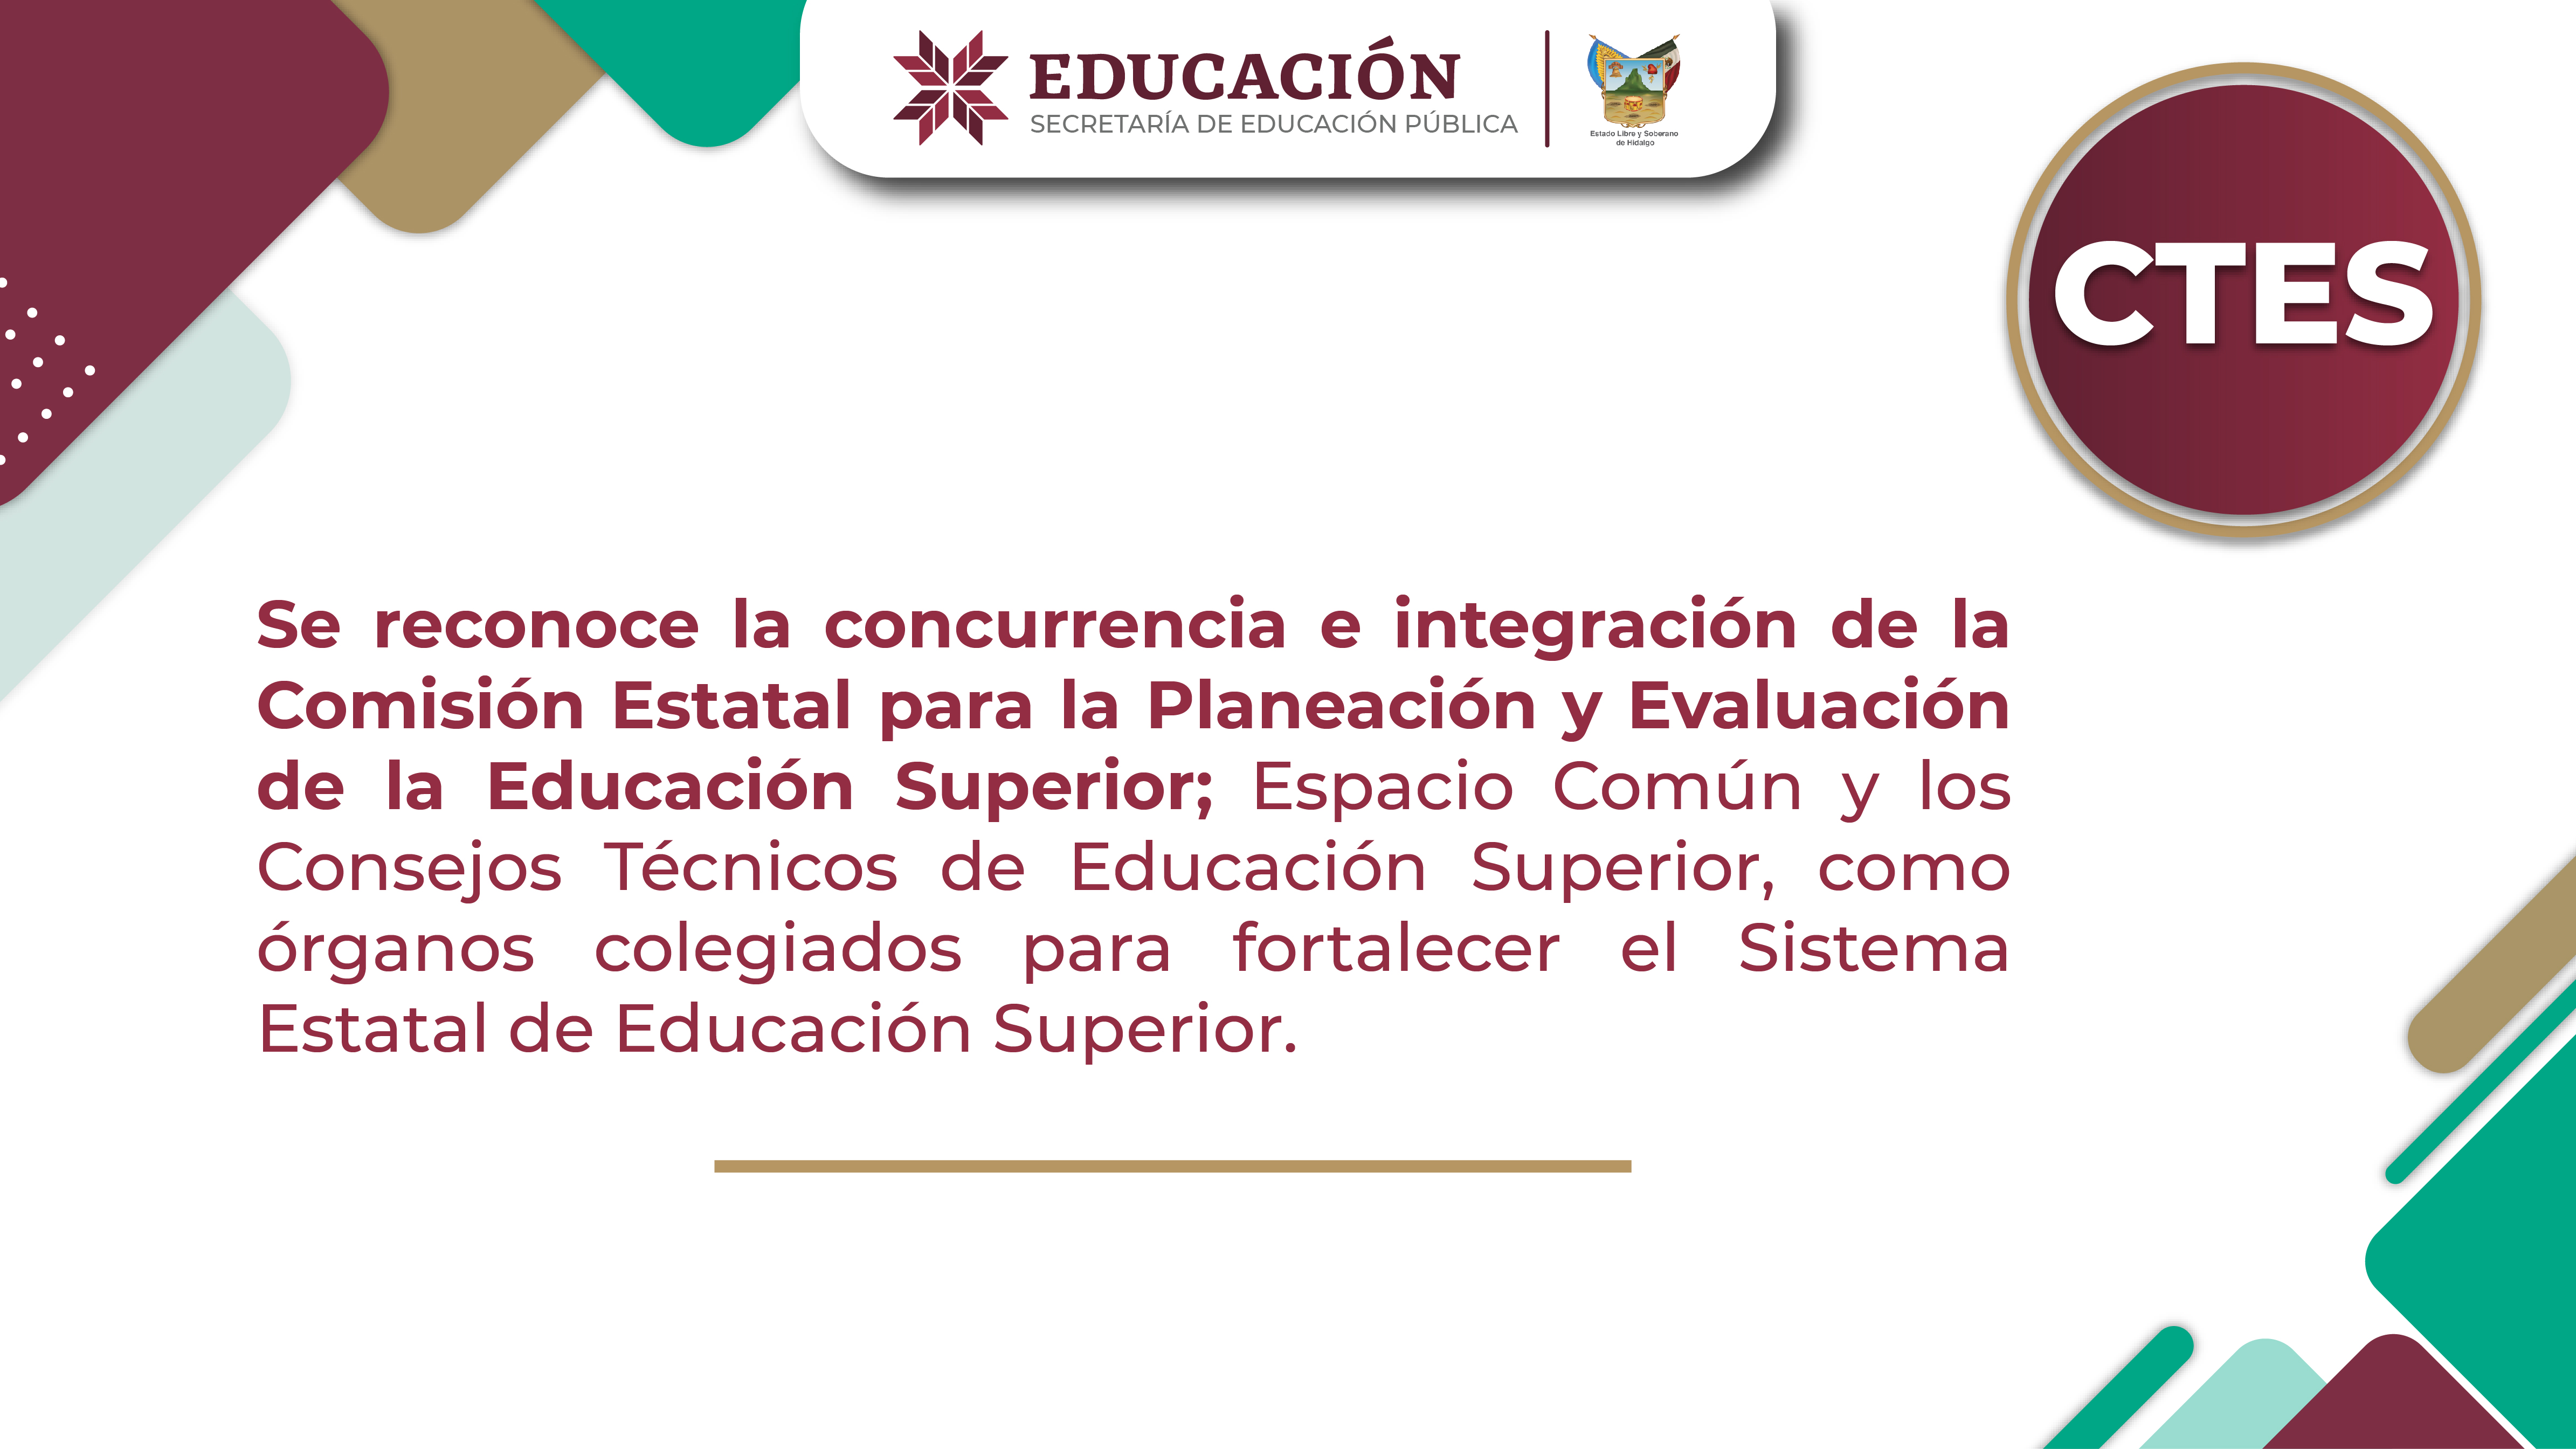 EDUCACIÓN
SECRETARÍA DE EDUCACIÓN PÚBLICA
Estado Libre y Soberano
de Hidalgo
CTES
Se reconoce la concurrencia e integración de la
Comisión Estatal para la Planeación y Evaluación
de la Educación Superior; Espacio Común y los
Consejos Técnicos de Educación Superior, como
órganos colegiados para fortalecer el Sistema
Estatal de Educación Superior.